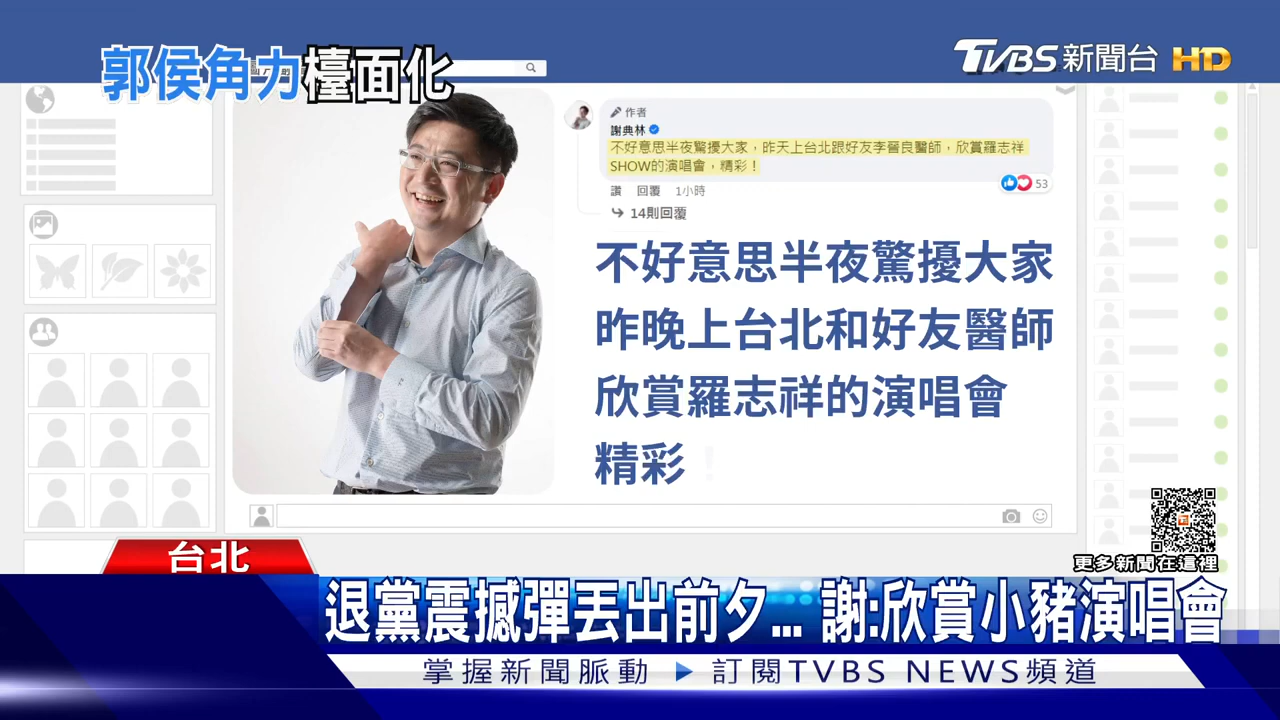 郭侯角力檯面化
TVBS新聞台 HD
作者
謝典林
不好意思半夜驚擾大家，昨天上台北跟好友李晉良醫師，欣賞羅志祥
SHOW的演唱會，精彩！
讚 回覆 1小時
53
14則回覆
不好意思半夜驚擾大家
昨晚上台北和好友醫師
欣賞羅志祥的演唱會
精彩
更多新聞在這裡
台北
退黨震撼彈丟出前夕... 謝:欣賞小豬演唱會
掌握新聞脈動 訂閱TVBS NEWS頻道